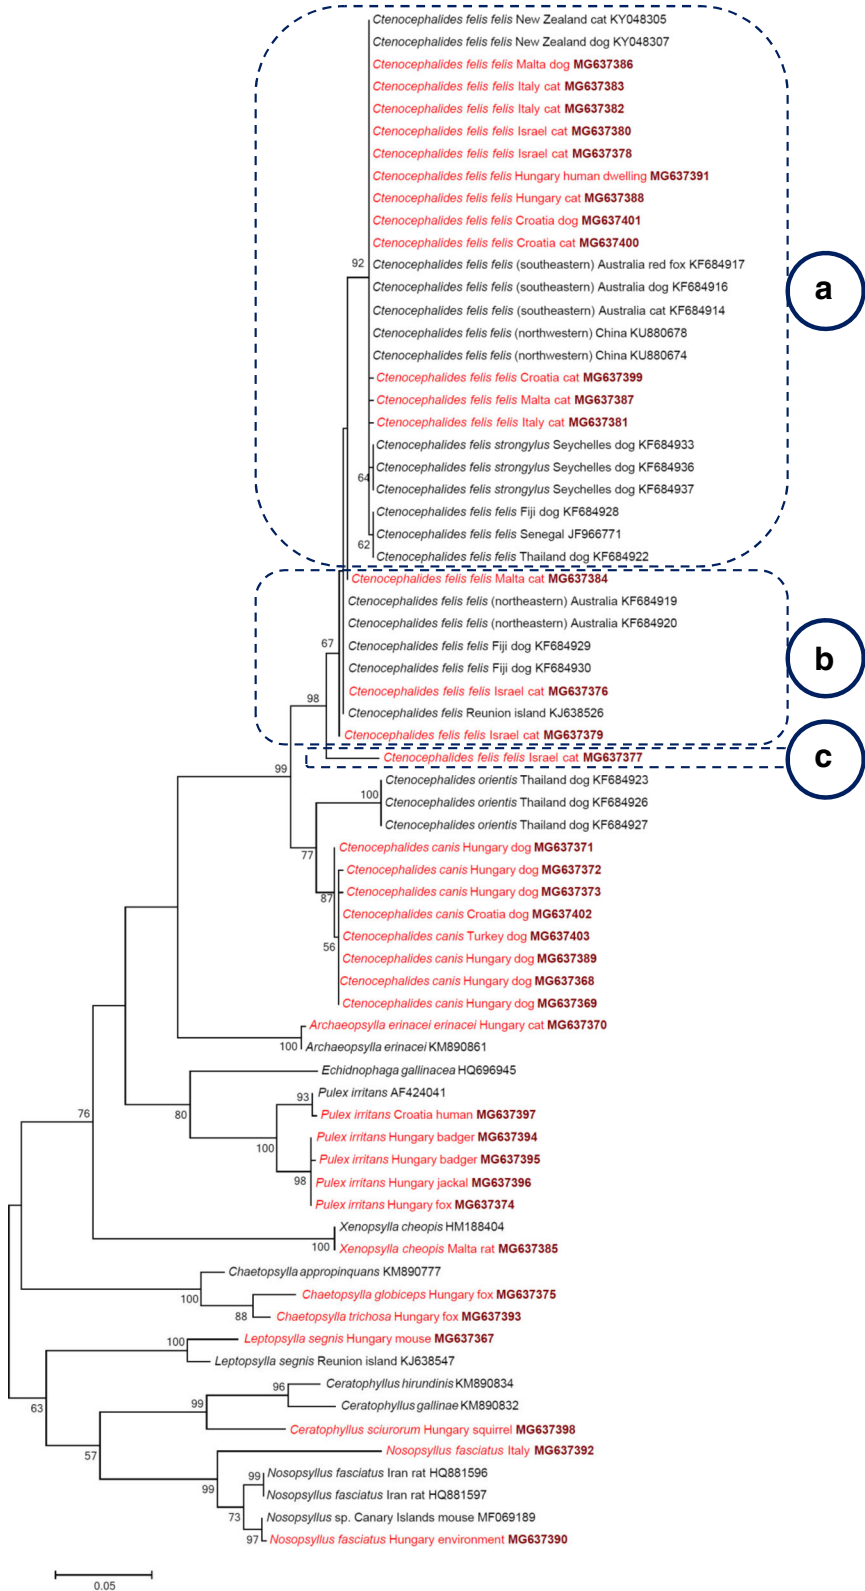 Ctenocephalides felis felis New Zealand cat KY048305
Ctenocephalides felis felis New Zealand dog KY048307
Ctenocephalides felis felis Malta dog MG637386
Ctenocephalides felis felis Italy cat MG637383
Ctenocephalides felis felis Italy cat MG637382
Ctenocephalides felis felis Israel cat MG637380
Ctenocephalides felis felis Israel cat MG637378
Ctenocephalides felis felis Hungary human dwelling MG637391
Ctenocephalides felis felis Hungary cat MG637388
Ctenocephalides felis felis Croatia dog MG637401
Ctenocephalides felis felis Croatia cat MG637400
92
Ctenocephalides felis felis (southeastern) Australia red fox KF684917
Ctenocephalides felis felis (southeastern) Australia dog KF684916
a
Ctenocephalides felis felis (southeastern) Australia cat KF684914
Ctenocephalides felis felis (northwestern) China KU880678
Ctenocephalides felis felis (northwestern) China KU880674
Ctenocephalides felis felis Croatia cat MG637399
Ctenocephalides felis felis Malta cat MG637387
Ctenocephalides felis felis Italy cat MG637381
Ctenocephalides felis strongylus Seychelles dog KF684933
Ctenocephalides felis strongylus Seychelles dog KF684936
64
Ctenocephalides felis strongylus Seychelles dog KF684937
Ctenocephalides felis felis Fiji dog KF684928
Ctenocephalides felis felis Senegal JF966771
62
Ctenocephalides felis felis Thailand dog KF684922
Ctenocephalides felis felis Malta cat MG637384
Ctenocephalides felis felis (northeastern) Australia KF684919
Ctenocephalides felis felis (northeastern) Australia KF684920
67
Ctenocephalides felis felis Fiji dog KF684929
b
Ctenocephalides felis felis Fiji dog KF684930
Ctenocephalides felis felis Israel cat MG637376
98
Ctenocephalides felis Reunion island KJ638526
Ctenocephalides felis felis Israel cat MG637379
Ctenocephalides felis felis Israel cat MG637377
c
99
Ctenocephalides orientis Thailand dog KF684923
100
Ctenocephalides orientis Thailand dog KF684926
Ctenocephalides orientis Thailand dog KF684927
Ctenocephalides canis Hungary dog MG637371
77
Ctenocephalides canis Hungary dog MG637372
Ctenocephalides canis Hungary dog MG637373
87
Ctenocephalides canis Croatia dog MG637402
Ctenocephalides canis Turkey dog MG637403
56
Ctenocephalides canis Hungary dog MG637389
Ctenocephalides canis Hungary dog MG637368
Ctenocephalides canis Hungary dog MG637369
Archaeopsylla erinacei erinacei Hungary cat MG637370
100
Archaeopsylla erinacei KM890861
Echidnophaga gallinacea HQ696945
Pulex irritans AF424041
93
Pulex irritans Croatia human MG637397
76
80
Pulex irritans Hungary badger MG637394
100
Pulex irritans Hungary badger MG637395
98
Pulex irritans Hungary jackal MG637396
Pulex irritans Hungary fox MG637374
Xenopsylla cheopis HM188404
100
Xenopsylla cheopis Malta rat MG637385
Chaetopsylla appropinquans KM890777
100
Chaetopsylla globiceps Hungary fox MG637375
88
Chaetopsylla trichosa Hungary fox MG637393
100
Leptopsylla segnis Hungary mouse MG637367
Leptopsylla segnis Reunion island KJ638547
Ceratophyllus hirundinis KM890834
96
Ceratophyllus gallinae KM890832
63
99
Ceratophyllus sciurorum Hungary squirrel MG637398
57
Nosopsyllus fasciatus Italy MG637392
Nosopsyllus fasciatus Iran rat HQ881596
99
99
Nosopsyllus fasciatus Iran rat HQ881597
Nosopsyllus sp. Canary Islands mouse MF069189
73
97
Nosopsyllus fasciatus Hungary environment MG637390
0.05